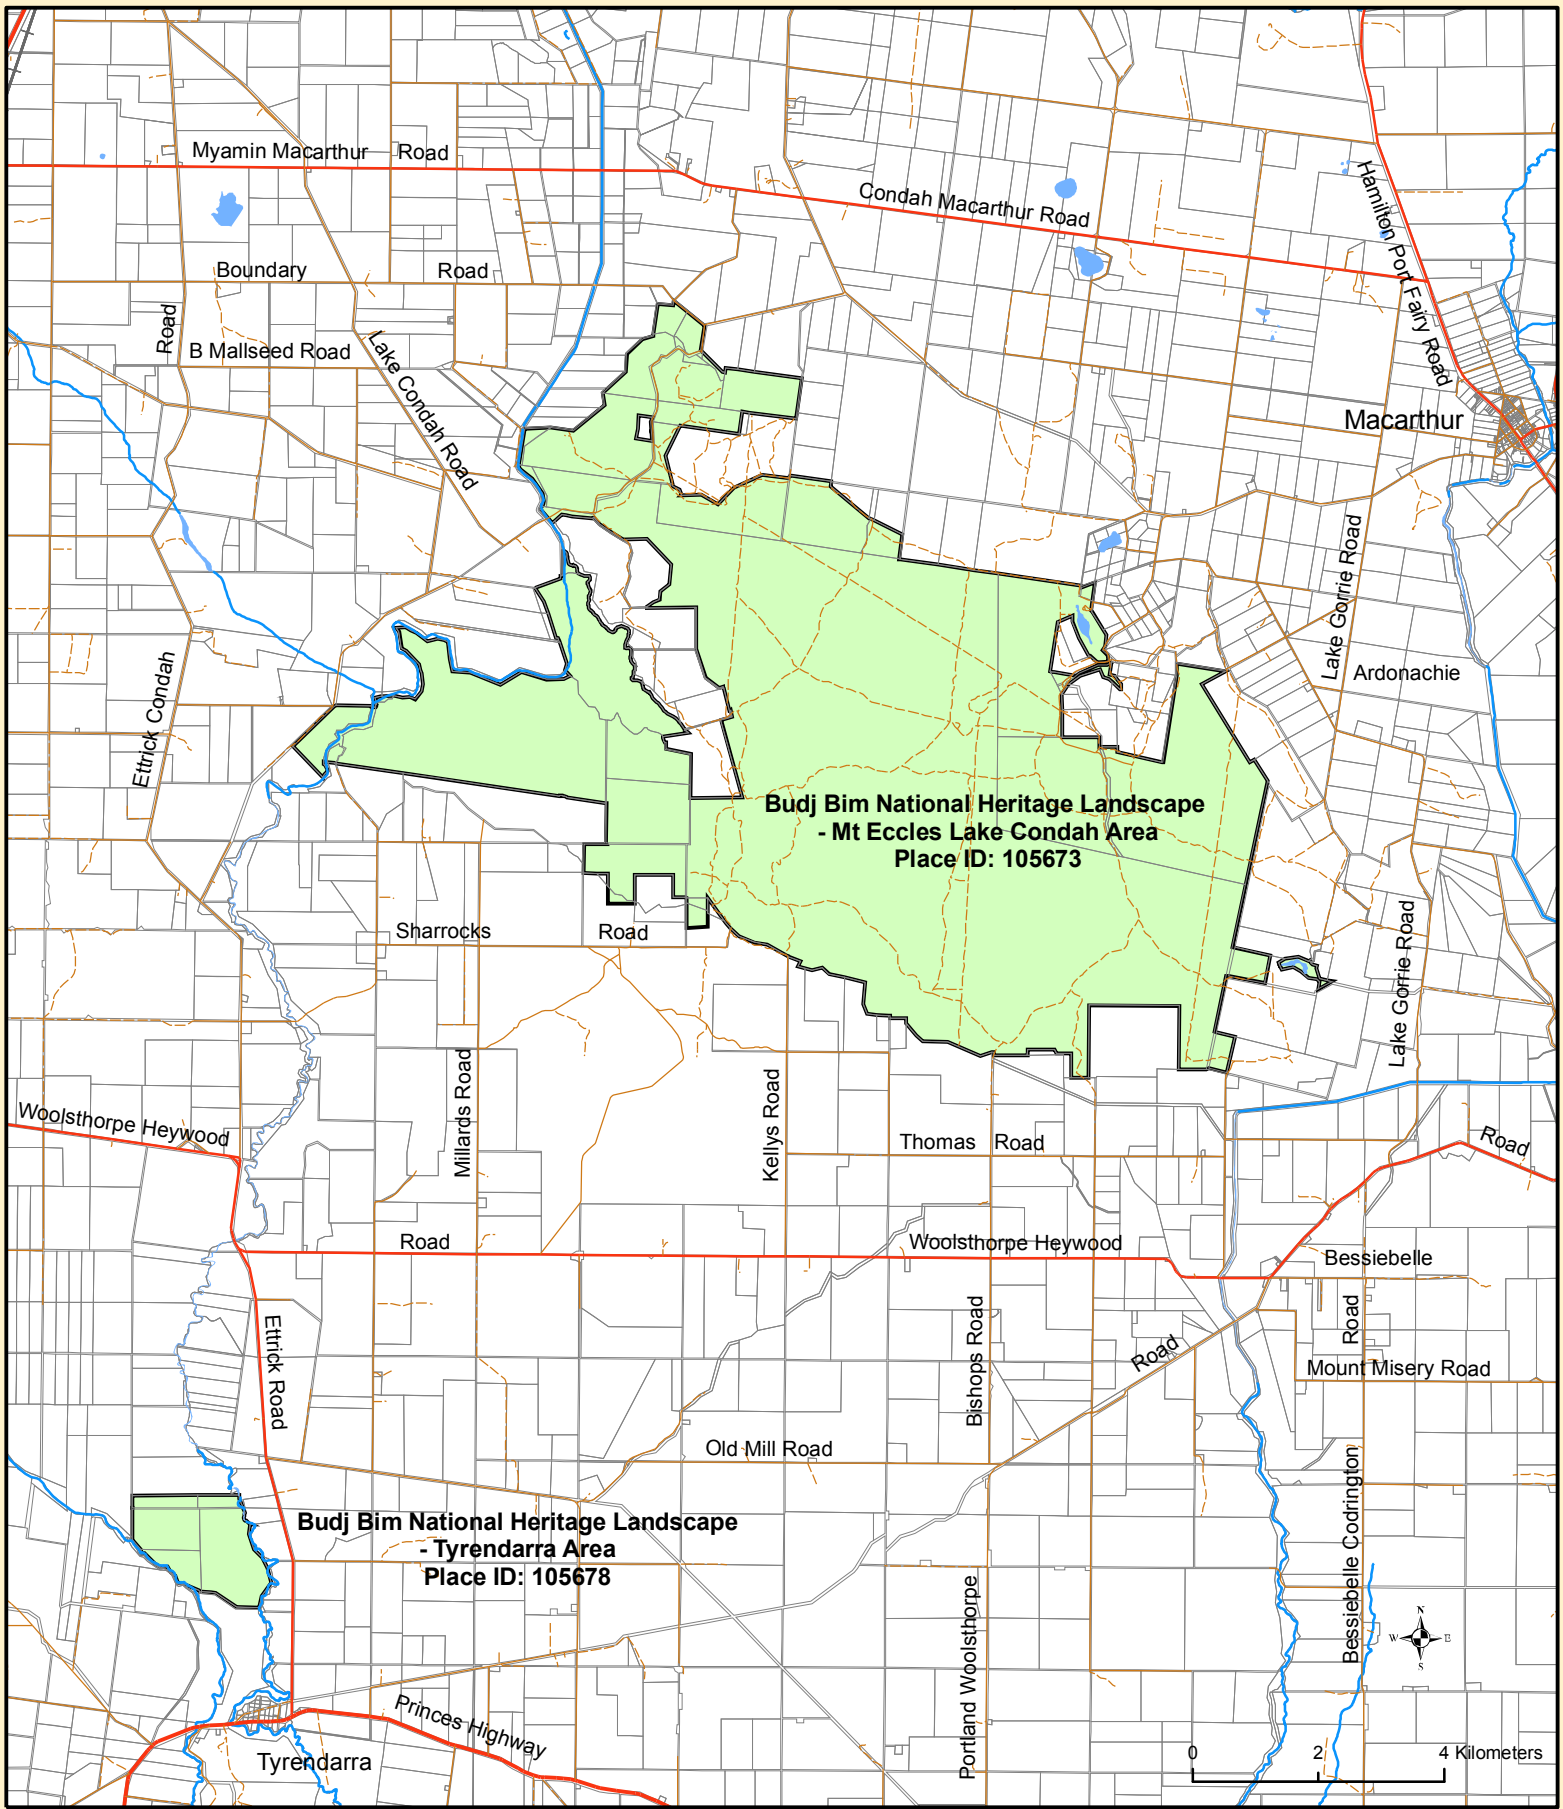 Myamin Macarthur Road
Condah Macarthur Road
Hamilton Port Fairy Road
Boundary Road
Road
B Mallseed Road
Lake Condah Road
Macarthur
Lake Gorrie Road
Ardonachie
Ettrick Condah
Budj Bim National Heritage Landscape
- Mt Eccles Lake Condah Area
Place ID: 105673
Sharrocks Road
Lake Gorrie Road
Millards Road
Kellys Road
Woolsthorpe Heywood
Thomas Road
Road
Road
Woolsthorpe Heywood
Bessiebelle
Ettrick Road
Bishops Road
Road
Road
Mount Misery Road
Old Mill Road
Bessiebelle Codrington
Budj Bim National Heritage Landscape
- Tyrendarra Area
Place ID: 105678
Portland Woolsthorpe
N
W E
S
Princes Highway
Tyrendarra
0 2 4 Kilometers